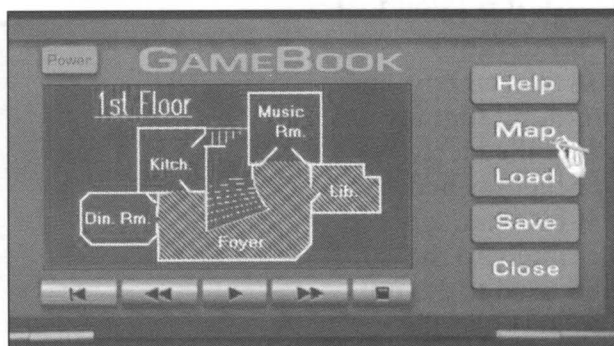 Power
GAMEBOOK
1st Floor
Music
Rm.
Kitch.
Lib.
Din. Rm.
Foyer
Help
Map
Load
Save
Close